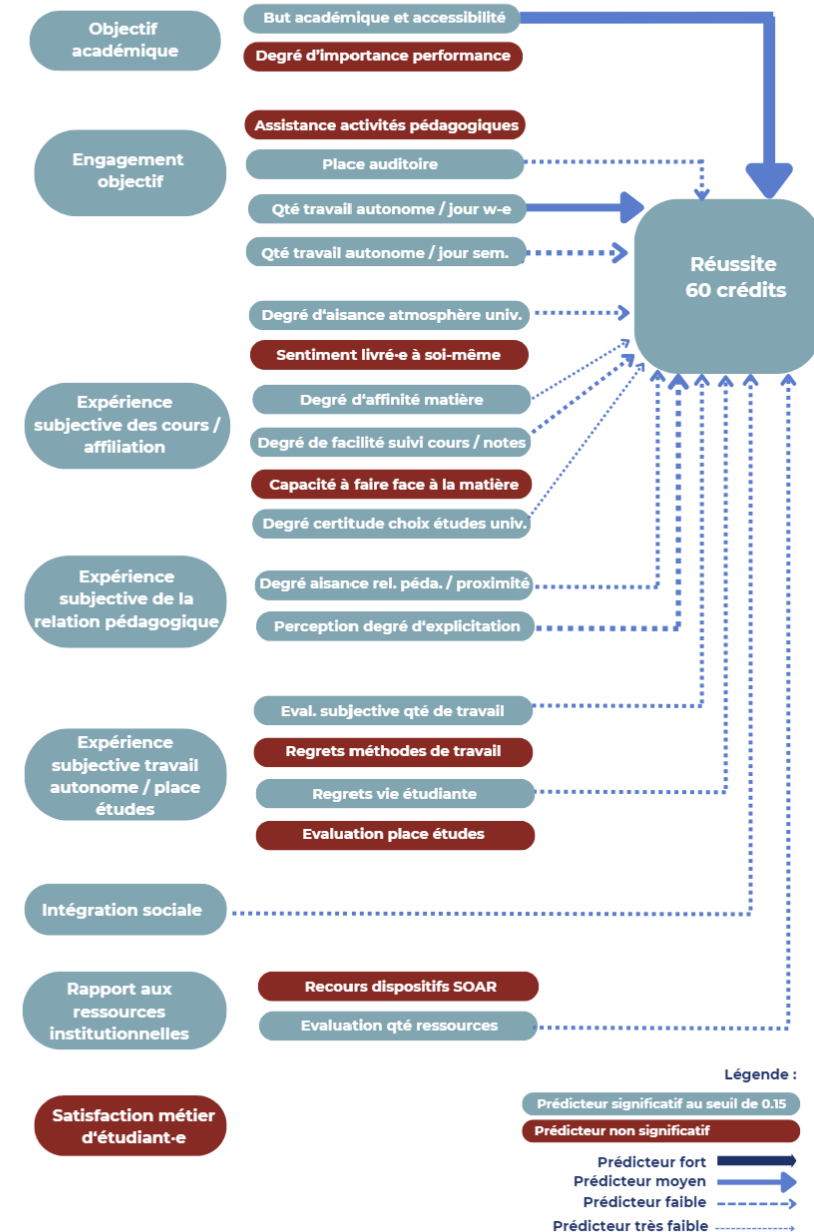 Objectif
académique
But académique et accessibilité
Degré d'importance performance
Engagement
objectif
Assistance activités pédagogiques
Place auditoire
Qté travail autonome / jour w-e
Qté travail autonome / jour sem.
Réussite
60 crédits
Expérience
subjective des cours /
affiliation
Degré d'aisance atmosphère univ.
Sentiment livré·e à soi-même
Degré d'affinité matière
Degré de facilité suivi cours / notes
Capacité à faire face à la matière
Degré certitude choix études univ.
Expérience
subjective de la
relation pédagogique
Degré aisance rel. péda. / proximité
Perception degré d'explicitation
Expérience
subjective travail
autonome / place
études
Eval. subjective qté de travail
Regrets méthodes de travail
Regrets vie étudiante
Evaluation place études
Intégration sociale
Rapport aux
ressources
institutionnelles
Recours dispositifs SOAR
Evaluation qté ressources
Satisfaction métier
d'étudiant·e
Légende :
Prédicteur significatif au seuil de 0.15
Prédicteur non significatif
Prédicteur fort
Prédicteur moyen
Prédicteur faible
Prédicteur très faible